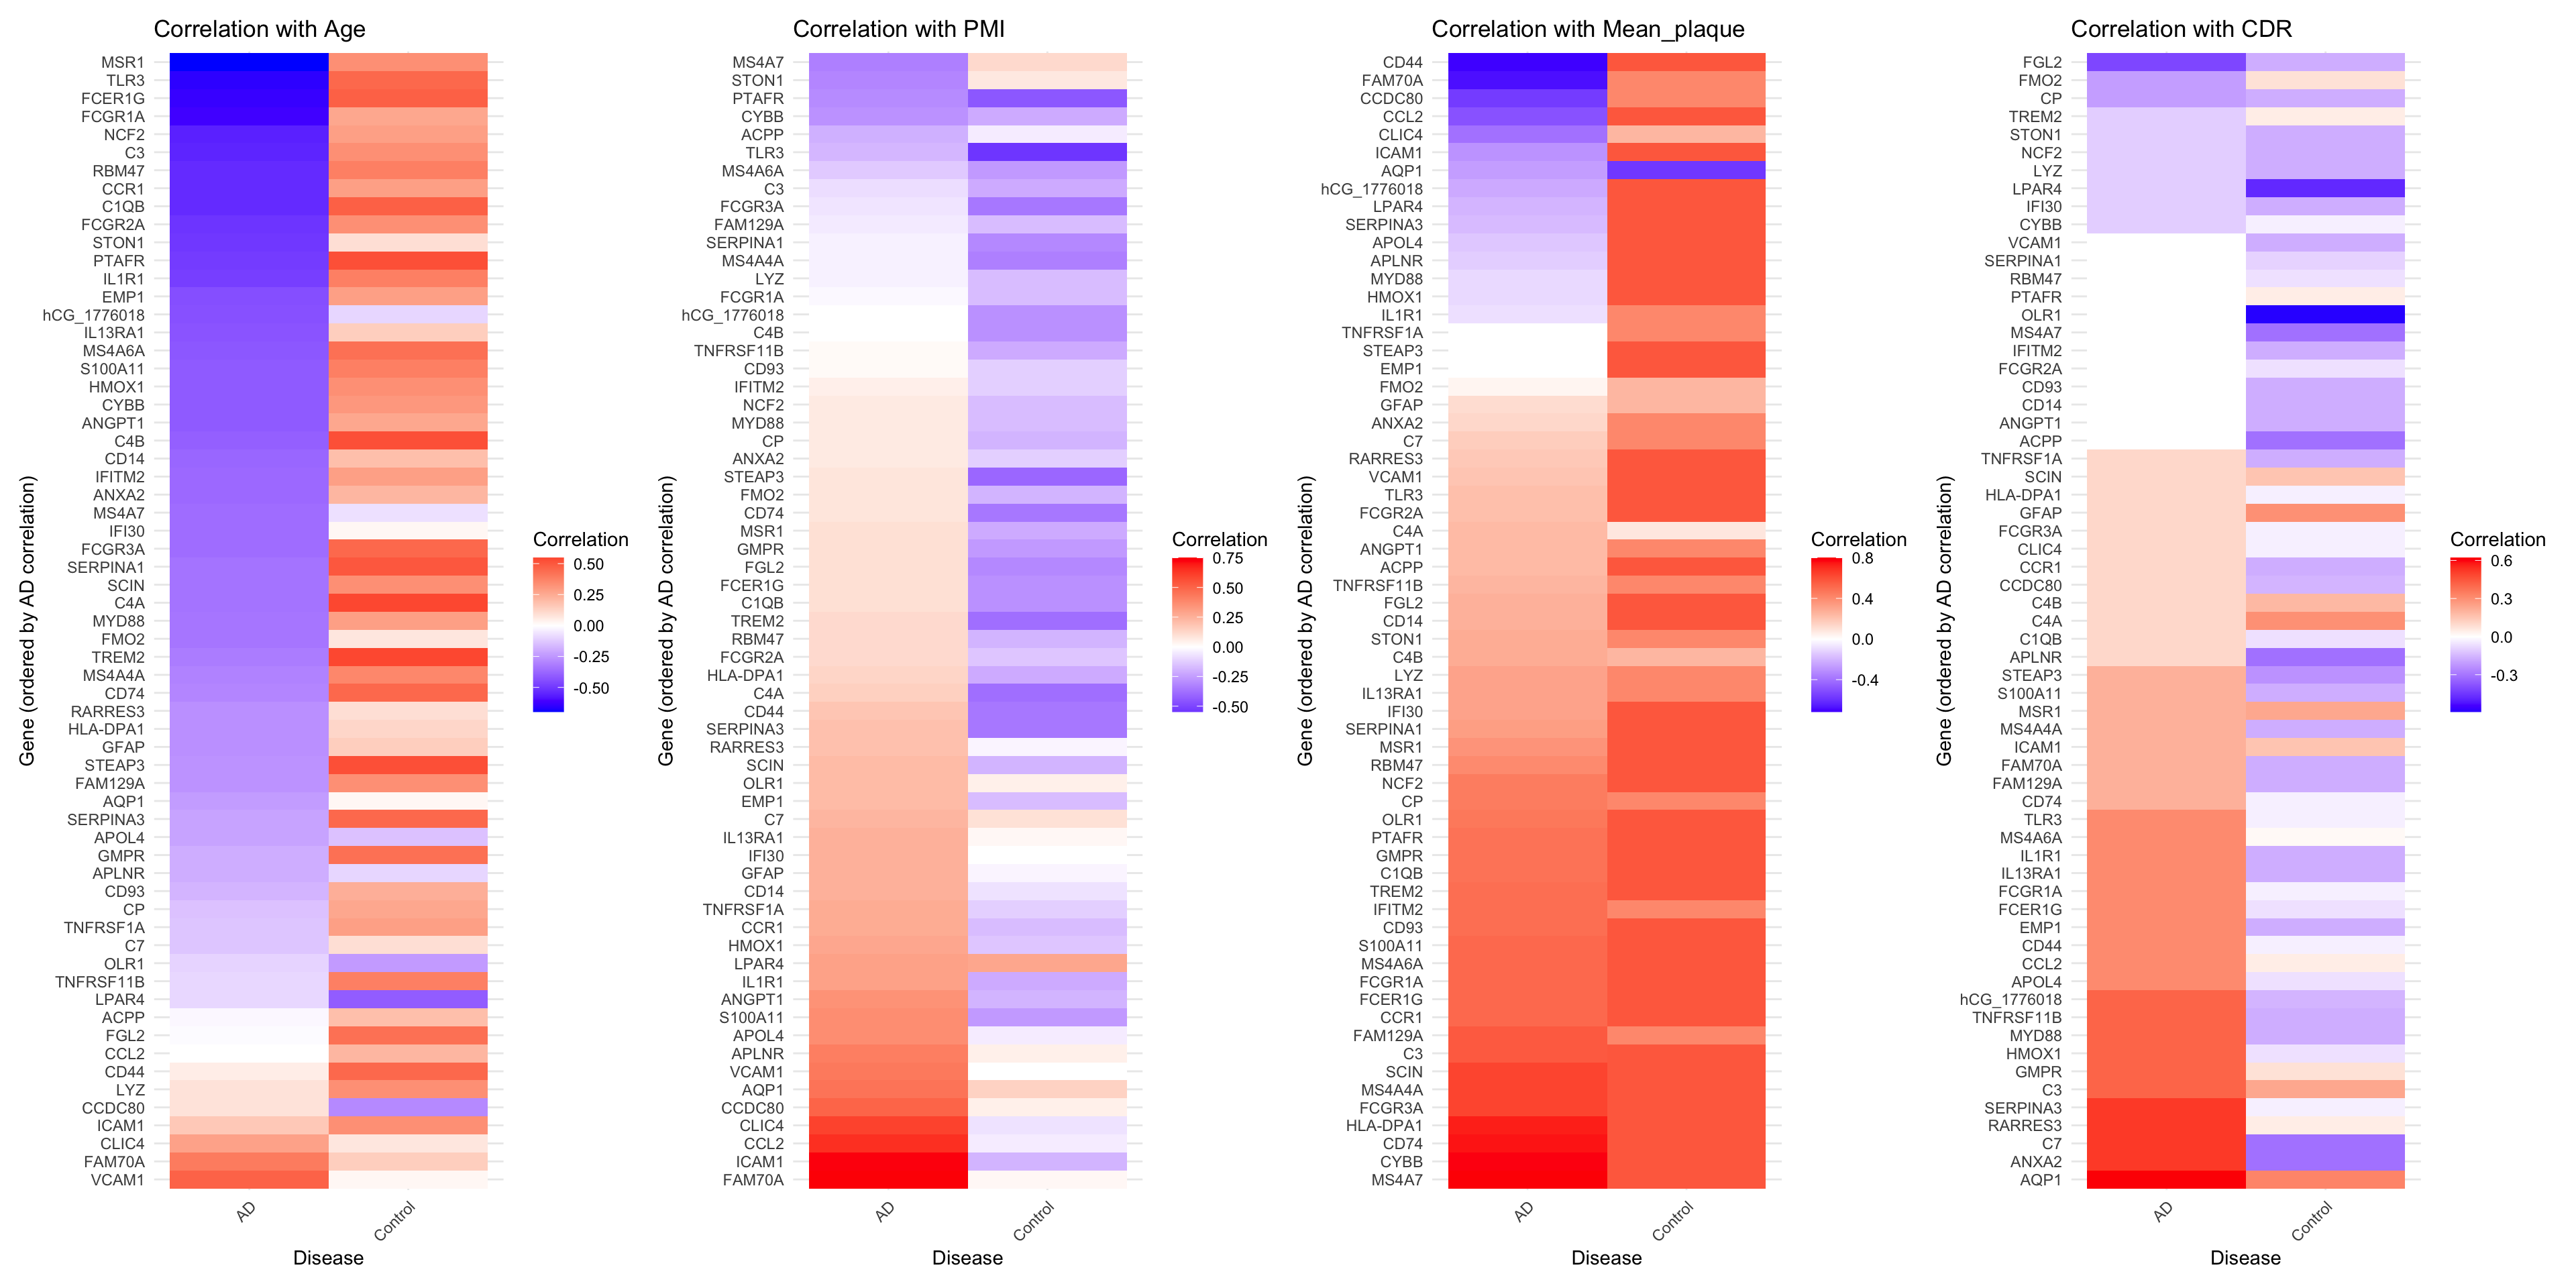 Correlation with Age
Gene (ordered by AD correlation)
MSR1
TLR3
FCER1G
FCGR1A
NCF2
C3
RBM47
CCR1
C1QB
FCGR2A
STON1
PTAFR
IL1R1
EMP1
hCG_1776018
IL13RA1
MS4A6A
S100A11
HMOX1
CYBB
ANGPT1
C4B
CD14
IFITM2
ANXA2
MS4A7
IFI30
FCGR3A
SERPINA1
SCIN
C4A
MYD88
FMO2
TREM2
MS4A4A
CD74
RARRES3
HLA-DPA1
GFAP
STEAP3
FAM129A
AQP1
SERPINA3
APOL4
GMPR
APLNR
CD93
CP
TNFRSF1A
C7
OLR1
TNFRSF11B
LPAR4
ACPP
FGL2
CCL2
CD44
LYZ
CCDC80
ICAM1
CLIC4
FAM70A
VCAM1
AD
Control
Disease
Correlation
0.50
0.25
0.00
-0.25
-0.50
Correlation with PMI
Gene (ordered by AD correlation)
MS4A7
STON1
PTAFR
CYBB
ACPP
TLR3
MS4A6A
C3
FCGR3A
FAM129A
SERPINA1
MS4A4A
LYZ
FCGR1A
hCG_1776018
C4B
TNFRSF11B
CD93
IFITM2
NCF2
MYD88
CP
ANXA2
STEAP3
FMO2
CD74
MSR1
GMPR
FGL2
FCER1G
C1QB
TREM2
RBM47
FCGR2A
HLA-DPA1
C4A
CD44
SERPINA3
RARRES3
SCIN
OLR1
EMP1
C7
IL13RA1
IFI30
GFAP
CD14
TNFRSF1A
CCR1
HMOX1
LPAR4
IL1R1
ANGPT1
S100A11
APOL4
APLNR
VCAM1
AQP1
CCDC80
CLIC4
CCL2
ICAM1
FAM70A
AD
Control
Disease
Correlation
0.75
0.50
0.25
0.00
-0.25
-0.50
Correlation with Mean_plaque
Gene (ordered by AD correlation)
CD44
FAM70A
CCDC80
CCL2
CLIC4
ICAM1
AQP1
hCG_1776018
LPAR4
SERPINA3
APOL4
APLNR
MYD88
HMOX1
IL1R1
TNFRSF1A
STEAP3
EMP1
FMO2
GFAP
ANXA2
C7
RARRES3
VCAM1
TLR3
FCGR2A
C4A
ANGPT1
ACPP
TNFRSF11B
FGL2
CD14
STON1
C4B
LYZ
IL13RA1
IFI30
SERPINA1
MSR1
RBM47
NCF2
CP
OLR1
PTAFR
GMPR
C1QB
TREM2
IFITM2
CD93
S100A11
MS4A6A
FCGR1A
FCER1G
CCR1
FAM129A
C3
SCIN
MS4A4A
FCGR3A
HLA-DPA1
CD74
CYBB
MS4A7
AD
Control
Disease
Correlation
0.8
0.4
0.0
-0.4
Correlation with CDR
Gene (ordered by AD correlation)
FGL2
FMO2
CP
TREM2
STON1
NCF2
LYZ
LPAR4
IFI30
CYBB
VCAM1
SERPINA1
RBM47
PTAFR
OLR1
MS4A7
IFITM2
FCGR2A
CD93
CD14
ANGPT1
ACPP
TNFRSF1A
SCIN
HLA-DPA1
GFAP
FCGR3A
CLIC4
CCR1
CCDC80
C4B
C4A
C1QB
APLNR
STEAP3
S100A11
MSR1
MS4A4A
ICAM1
FAM70A
FAM129A
CD74
TLR3
MS4A6A
IL1R1
IL13RA1
FCGR1A
FCER1G
EMP1
CD44
CCL2
APOL4
hCG_1776018
TNFRSF11B
MYD88
HMOX1
GMPR
C3
SERPINA3
RARRES3
C7
ANXA2
AQP1
AD
Control
Disease
Correlation
0.6
0.3
0.0
-0.3